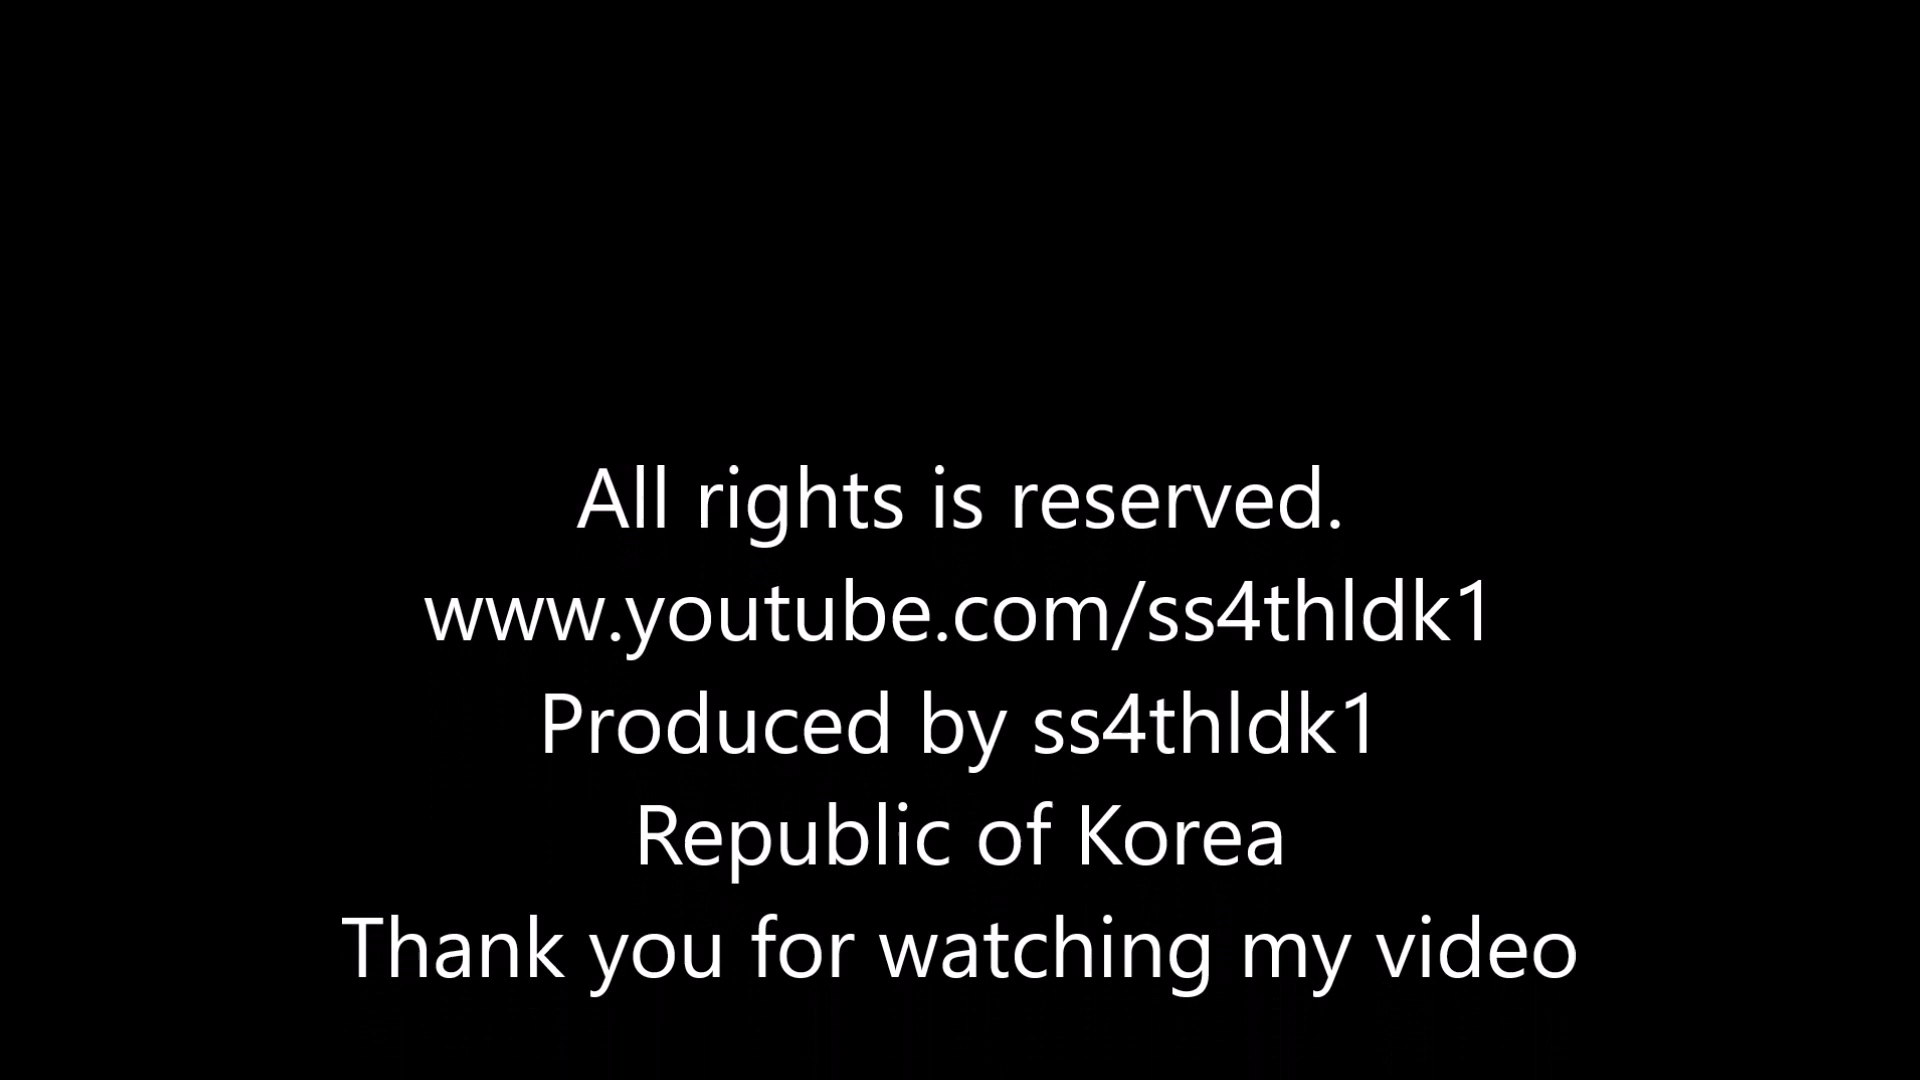 All rights is reserved.
www.youtube.com/ss4thldk1
Produced by ss4thldk1
Republic of Korea
Thank you for watching my video